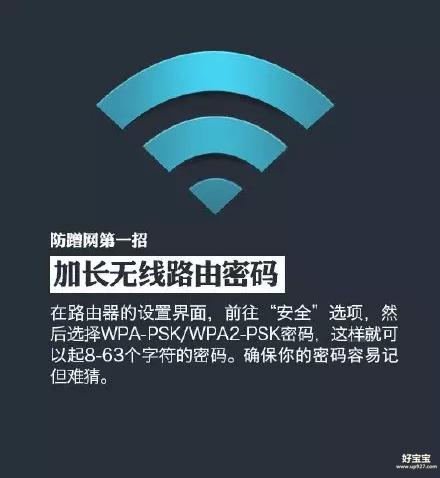 防蹭网第一招
加长无线路由密码
在路由器的设置界面，前往“安全”选项，然
后选择WPA-PSK/WPA2-PSK密码，这样就可
以起8-63个字符的密码。确保你的密码容易记
但难猜。
好宝宝
www.up927.com